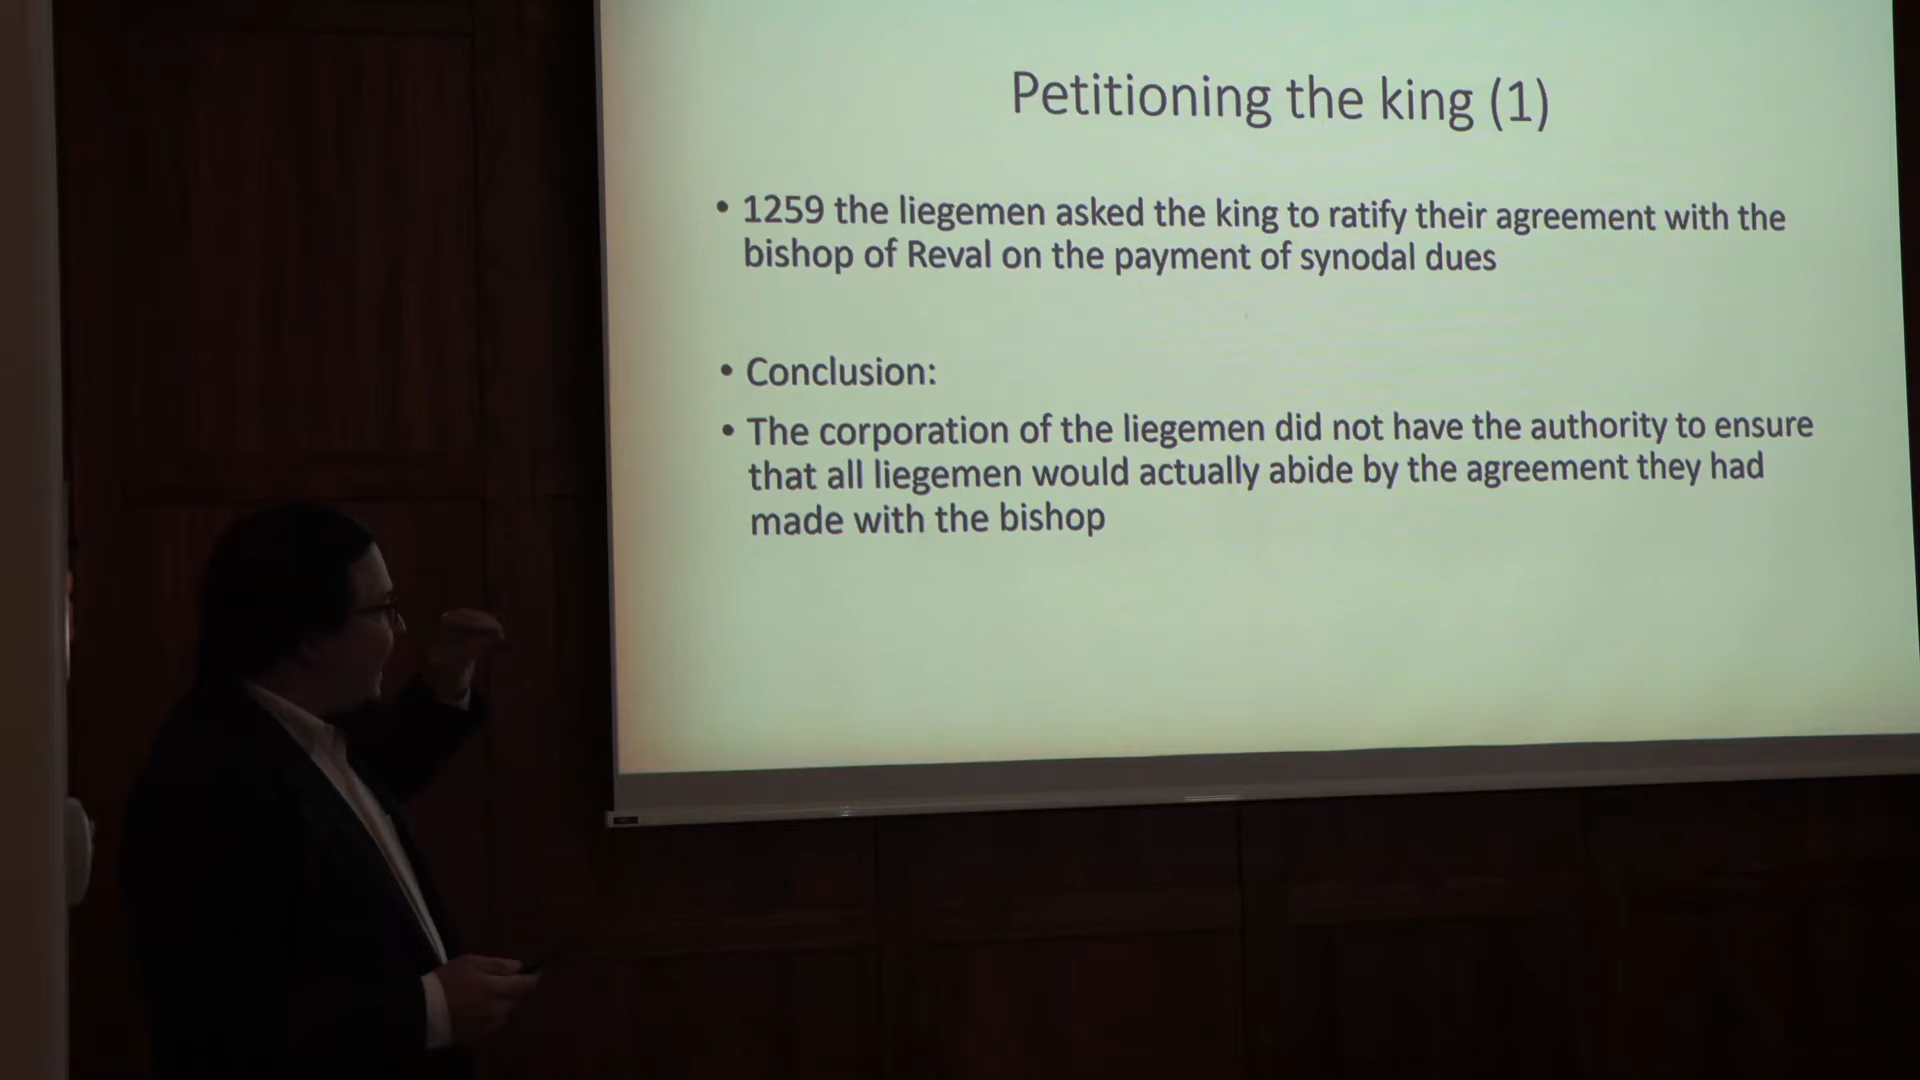 Petitioning the king (1)
• 1259 the liegemen asked the king to ratify their agreement with the
bishop of Reval on the payment of synodal dues
• Conclusion:
• The corporation of the liegemen did not have the authority to ensure
that all liegemen would actually abide by the agreement they had
made with the bishop